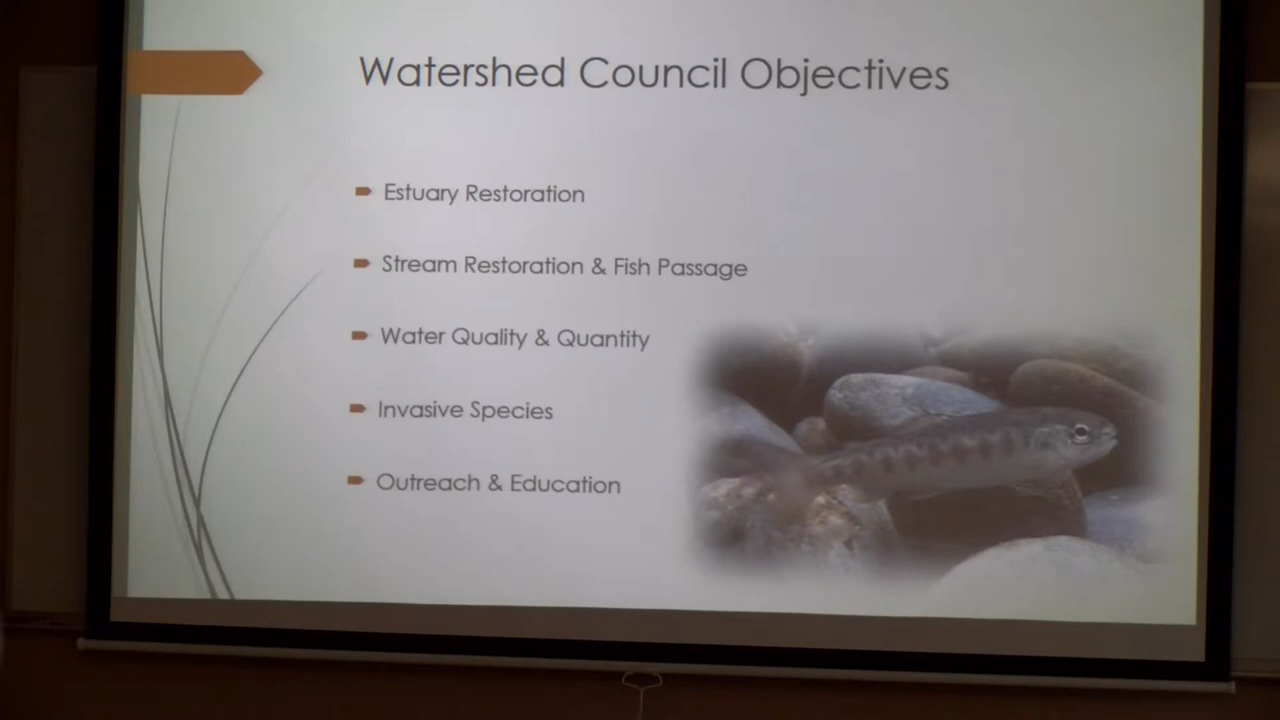 Watershed Council Objectives
Estuary Restoration
Stream Restoration & Fish Passage
Water Quality & Quantity
Invasive Species
Outreach & Education